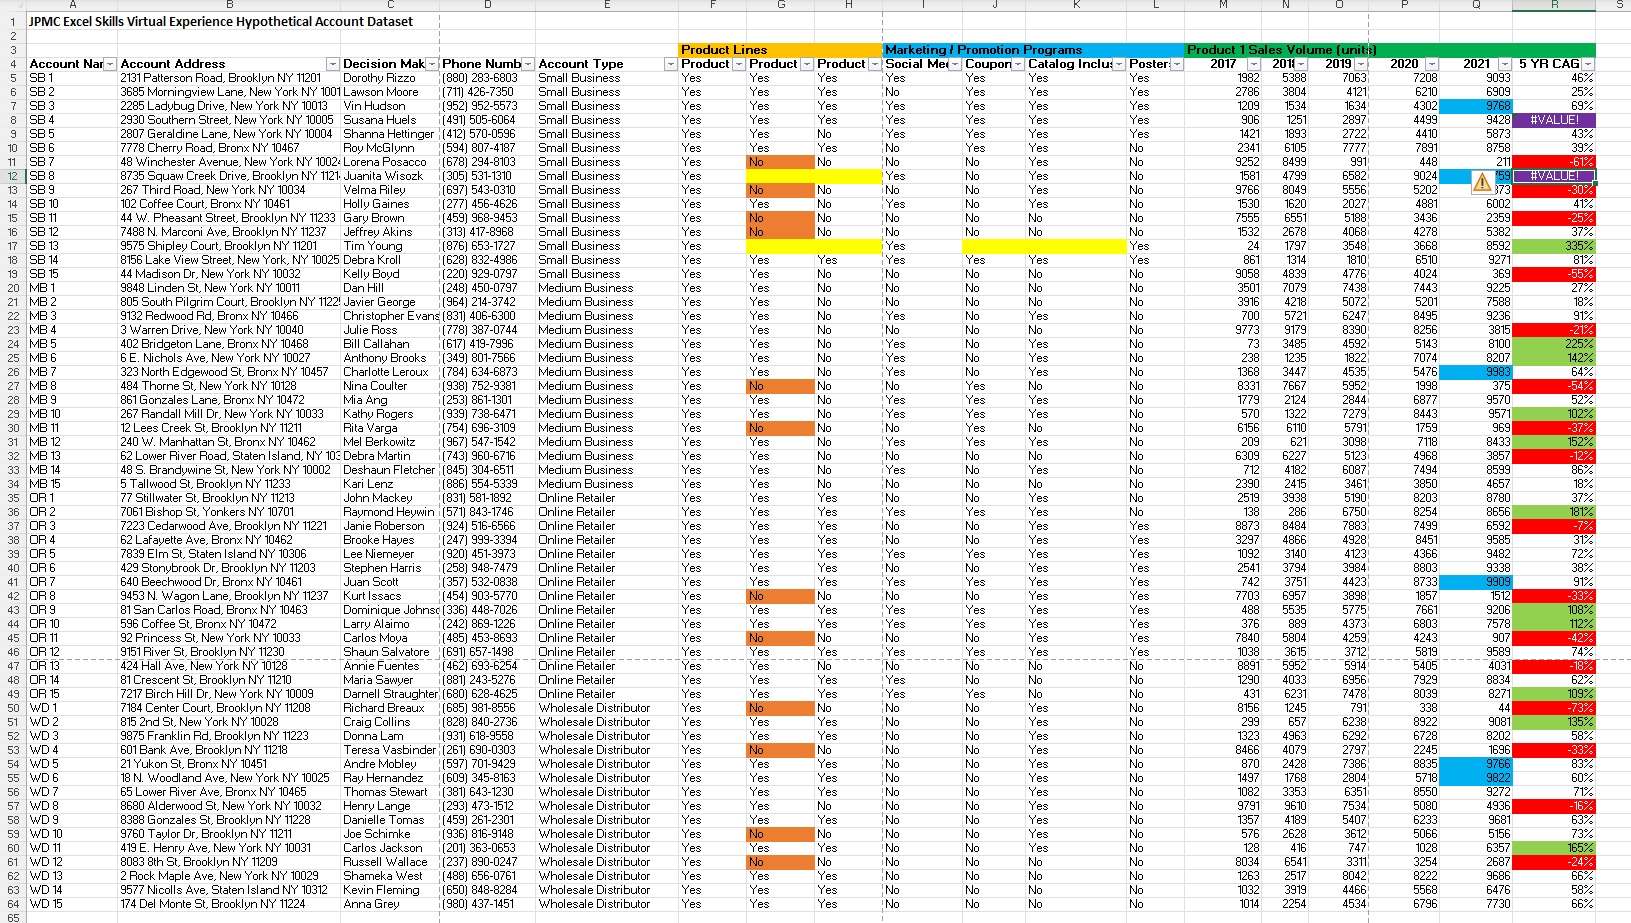 A B C D E F G H I J K L M N O P Q R S
1 JPMC Excel Skills Virtual Experience Hypothetical Account Dataset
2
3 Product Lines Marketing / Promotion Programs Product 1 Sales Volume (units)
4 Account Nar Account Address Decision Mak Phone Numb Account Type Product Product Product Social Med Coupon Catalog Inclus Poster 2017 2018 2019 2020 2021 5 YR CAG
5 SB 1 2131 Patterson Road, Brooklyn NY 11201 Dorothy Rizzo (880) 283-6803 Small Business Yes Yes Yes Yes Yes Yes Yes 1982 5388 7063 7208 9093 46%
6 SB 2 3685 Morningview Lane, New York NY 1001 Lawson Moore (711) 426-7350 Small Business Yes Yes Yes No Yes Yes Yes 2786 3804 4121 6210 6909 25%
7 SB 3 2285 Ladybug Drive, New York NY 10013 Vin Hudson (952) 952-5573 Small Business Yes Yes Yes Yes Yes Yes Yes 1209 1534 1634 4302 9768 69%
8 SB 4 2930 Southern Street, New York NY 10005 Susana Huels (491) 505-6064 Small Business Yes Yes Yes Yes Yes Yes Yes 906 1251 2897 4499 9428 #VALUE!
9 SB 5 2807 Geraldine Lane, New York NY 10004 Shanna Hettinger (412) 570-0596 Small Business Yes Yes No Yes Yes Yes Yes 1421 1893 2722 4410 5873 43%
10 SB 6 7778 Cherry Road, Bronx NY 10467 Roy McGlynn (594) 807-4187 Small Business Yes Yes No Yes No Yes No 2341 6105 7777 7891 8758 39%
11 SB 7 48 Winchester Avenue, New York NY 1002 Lorena Posacco (678) 294-8103 Small Business Yes No No No No Yes No 9252 8499 991 448 211 -61%
12 SB 8 8735 Squaw Creek Drive, Brooklyn NY 1121 Juanita Wisozk (305) 531-1310 Small Business Yes Yes No Yes No 1581 4799 6582 9024 759 #VALUE!
13 SB 9 267 Third Road, New York NY 10034 Velma Riley (697) 543-0310 Small Business Yes No No No No Yes No 9766 8049 5556 5202 973 -30%
14 SB 10 102 Coffee Court, Bronx NY 10461 Holly Gaines (277) 456-4626 Small Business Yes Yes No Yes No Yes No 1530 1620 2027 4881 6002 41%
15 SB 11 44 W. Pheasant Street, Brooklyn NY 11233 Gary Brown (459) 968-9453 Small Business Yes No No No No No No 7555 6551 5188 3436 2359 -25%
16 SB 12 7488 N. Marconi Ave, Brooklyn NY 11237 Jeffrey Akins (313) 417-8968 Small Business Yes No No No No No No 1532 2678 4068 4278 5382 37%
17 SB 13 9575 Shipley Court, Brooklyn NY 11201 Tim Young (876) 653-1727 Small Business Yes Yes Yes 24 1797 3548 3668 8592 335%
18 SB 14 8156 Lake View Street, New York, NY 10025 Debra Kroll (628) 832-4986 Small Business Yes Yes Yes Yes Yes Yes Yes 861 1314 1810 6510 9271 81%
19 SB 15 44 Madison Dr, New York NY 10032 Kelly Boyd (220) 929-0797 Small Business Yes Yes No No No No No 9058 4839 4776 4024 369 -55%
20 MB 1 9848 Linden St, New York NY 10011 Dan Hill (248) 450-0797 Medium Business Yes Yes No No No Yes No 3501 7079 7438 7443 9225 27%
21 MB 2 805 South Pilgrim Court, Brooklyn NY 1122 Javier George (964) 214-3742 Medium Business Yes Yes No No No Yes No 3916 4218 5072 5201 7588 18%
22 MB 3 9132 Redwood Rd, Bronx NY 10466 Christopher Evans (831) 406-6300 Medium Business Yes Yes No Yes No Yes No 700 5721 6247 8495 9236 91%
23 MB 4 3 Warren Drive, New York NY 10040 Julie Ross (778) 387-0744 Medium Business Yes Yes No No No No No 9773 9179 8390 8256 3815 -21%
24 MB 5 402 Bridgeton Lane, Bronx NY 10468 Bill Callahan (617) 419-7996 Medium Business Yes Yes No Yes No Yes No 73 3485 4592 5143 8100 225%
25 MB 6 6 E. Nichols Ave, New York NY 10027 Anthony Brooks (349) 801-7566 Medium Business Yes Yes No Yes No Yes No 238 1235 1822 7074 8207 142%
26 MB 7 323 North Edgewood St, Bronx NY 10457 Charlotte Leroux (784) 634-6873 Medium Business Yes Yes No Yes No Yes No 1368 3447 4535 5476 9983 64%
27 MB 8 484 Thorne St, New York NY 10128 Nina Coulter (938) 752-9381 Medium Business Yes No No No Yes No No 8331 7667 5952 1998 375 -54%
28 MB 9 861 Gonzales Lane, Bronx NY 10472 Mia Ang (253) 861-1301 Medium Business Yes Yes No Yes Yes Yes No 1779 2124 2844 6877 9570 52%
29 MB 10 267 Randall Mill Dr, New York NY 10033 Kathy Rogers (939) 738-6471 Medium Business Yes Yes No Yes Yes Yes No 570 1322 7279 8443 9571 102%
30 MB 11 12 Lees Creek St, Brooklyn NY 11211 Rita Varga (754) 696-3109 Medium Business Yes No No Yes No Yes No 6156 6110 5791 1759 969 -37%
31 MB 12 240 W. Manhattan St, Bronx NY 10462 Mel Berkowitz (967) 547-1542 Medium Business Yes Yes No No Yes Yes No 209 621 3098 7118 8433 152%
32 MB 13 62 Lower River Road, Staten Island, NY 103 Debra Martin (743) 960-6716 Medium Business Yes Yes No No No No No 6309 6227 5123 4968 3857 -12%
33 MB 14 48 S. Brandywine St, New York NY 10002 Deshaun Fletcher (845) 304-6511 Medium Business Yes Yes No Yes No Yes No 712 4182 6087 7494 8599 86%
34 MB 15 5 Tallwood St, Brooklyn NY 11233 Kari Lenz (886) 554-5339 Medium Business Yes Yes No No No No No 2390 2415 3461 3850 4657 18%
35 OR 1 77 Stillwater St, Brooklyn NY 11213 John Mackey (831) 581-1892 Online Retailer Yes Yes Yes No No Yes No 2519 3938 5190 8203 8780 37%
36 OR 2 7061 Bishop St, Yonkers NY 10701 Raymond Heywin (571) 843-1746 Online Retailer Yes Yes Yes Yes Yes Yes No 138 286 6750 8254 8656 181%
37 OR 3 7223 Cedarwood Ave, Brooklyn NY 11221 Janie Roberson (924) 516-6566 Online Retailer Yes Yes Yes No No Yes Yes 8873 8484 7883 7499 6592 -7%
38 OR 4 62 Lafayette Ave, Bronx NY 10462 Brooke Hayes (247) 999-3394 Online Retailer Yes Yes Yes No No Yes Yes 3297 4866 4928 8451 9585 31%
39 OR 5 7839 Elm St, Staten Island NY 10306 Lee Niemeyer (920) 451-3973 Online Retailer Yes Yes Yes Yes Yes Yes Yes 1092 3140 4123 4366 9482 72%
40 OR 6 429 Stonybrook Dr, Brooklyn NY 11203 Stephen Harris (258) 948-7479 Online Retailer Yes Yes Yes No No Yes No 2541 3794 3984 8803 9338 38%
41 OR 7 640 Beechwood Dr, Bronx NY 10461 Juan Scott (357) 532-0838 Online Retailer Yes Yes Yes Yes Yes Yes Yes 742 3751 4423 8733 9909 91%
42 OR 8 9453 N. Wagon Lane, Brooklyn NY 11237 Kurt Issacs (454) 903-5770 Online Retailer Yes No No No No No No 7703 6957 3898 1857 1512 -33%
43 OR 9 81 San Carlos Road, Bronx NY 10463 Dominique Johnso (336) 448-7026 Online Retailer Yes Yes Yes Yes Yes Yes No 488 5535 5775 7661 9206 108%
44 OR 10 596 Coffee St, Bronx NY 10472 Larry Alaimo (242) 869-1226 Online Retailer Yes Yes Yes Yes Yes Yes No 376 889 4373 6803 7578 112%
45 OR 11 92 Princess St, New York NY 10033 Carlos Moya (485) 453-8693 Online Retailer Yes No No No No No No 7840 5804 4259 4243 907 -42%
46 OR 12 9151 River St, Brooklyn NY 11230 Shaun Salvatore (691) 657-1498 Online Retailer Yes Yes Yes Yes Yes Yes Yes 1038 3615 3712 5819 9589 74%
47 OR 13 424 Hall Ave, New York NY 10128 Annie Fuentes (462) 693-6254 Online Retailer Yes Yes No No No No No 8891 5952 5914 5405 4031 -18%
48 OR 14 81 Crescent St, Brooklyn NY 11210 Maria Sawyer (881) 243-5276 Online Retailer Yes Yes Yes Yes No No No 1290 4033 6956 7929 8834 62%
49 OR 15 7217 Birch Hill Dr, New York NY 10009 Darnell Straughter (680) 628-4625 Online Retailer Yes Yes Yes Yes Yes No No 431 6231 7478 8039 8271 109%
50 WD 1 7184 Center Court, Brooklyn NY 11208 Richard Breaux (685) 981-8556 Wholesale Distributor Yes No No No No No No 8156 1245 791 338 44 -73%
51 WD 2 815 2nd St, New York NY 10028 Craig Collins (828) 840-2736 Wholesale Distributor Yes Yes Yes No No Yes No 299 657 6238 8922 9081 135%
52 WD 3 9875 Franklin Rd, Brooklyn NY 11223 Donna Lam (931) 618-9558 Wholesale Distributor Yes Yes Yes No No Yes No 1323 4963 6292 6728 8202 58%
53 WD 4 601 Bank Ave, Brooklyn NY 11218 Teresa Vasbinder (261) 690-0303 Wholesale Distributor Yes No No No No Yes No 8466 4079 2797 2245 1696 -33%
54 WD 5 21 Yukon St, Bronx NY 10451 Andre Mobley (597) 701-9429 Wholesale Distributor Yes Yes Yes No No Yes No 870 2428 7386 8835 9766 83%
55 WD 6 18 N. Woodland Ave, New York NY 10025 Ray Hernandez (609) 345-8163 Wholesale Distributor Yes Yes Yes No No Yes No 1497 1768 2804 5718 9822 60%
56 WD 7 65 Lower River Ave, Bronx NY 10465 Thomas Stewart (381) 643-1230 Wholesale Distributor Yes Yes Yes No No Yes No 1082 3353 6351 8550 9272 71%
57 WD 8 8680 Alderwood St, New York NY 10032 Henry Lange (293) 473-1512 Wholesale Distributor Yes Yes No No No Yes No 9791 9610 7534 5080 4936 -16%
58 WD 9 8388 Gonzales St, Brooklyn NY 11228 Danielle Tomas (459) 261-2301 Wholesale Distributor Yes Yes Yes No No Yes No 1357 4189 5407 6233 9681 63%
59 WD 10 9760 Taylor Dr, Brooklyn NY 11211 Joe Schimke (936) 816-9148 Wholesale Distributor Yes No No No No Yes No 576 2628 3612 5066 5156 73%
60 WD 11 419 E. Henry Ave, New York NY 10031 Carlos Jackson (201) 363-0653 Wholesale Distributor Yes Yes Yes No No Yes No 128 416 747 1028 6357 165%
61 WD 12 8083 8th St, Brooklyn NY 11209 Russell Wallace (237) 890-0247 Wholesale Distributor Yes No No No No No No 8034 6541 3311 3254 2687 -24%
62 WD 13 2 Rock Maple Ave, New York NY 10029 Shameka West (488) 656-0761 Wholesale Distributor Yes Yes Yes No No Yes No 1263 2517 8042 8222 9686 66%
63 WD 14 9577 Nicolls Ave, Staten Island NY 10312 Kevin Fleming (650) 848-8284 Wholesale Distributor Yes Yes Yes No No No No 1032 3919 4466 5568 6476 58%
64 WD 15 174 Del Monte St, Brooklyn NY 11224 Anna Grey (980) 437-1451 Wholesale Distributor Yes Yes Yes No No Yes No 1014 2254 4534 6796 7730 66%
65